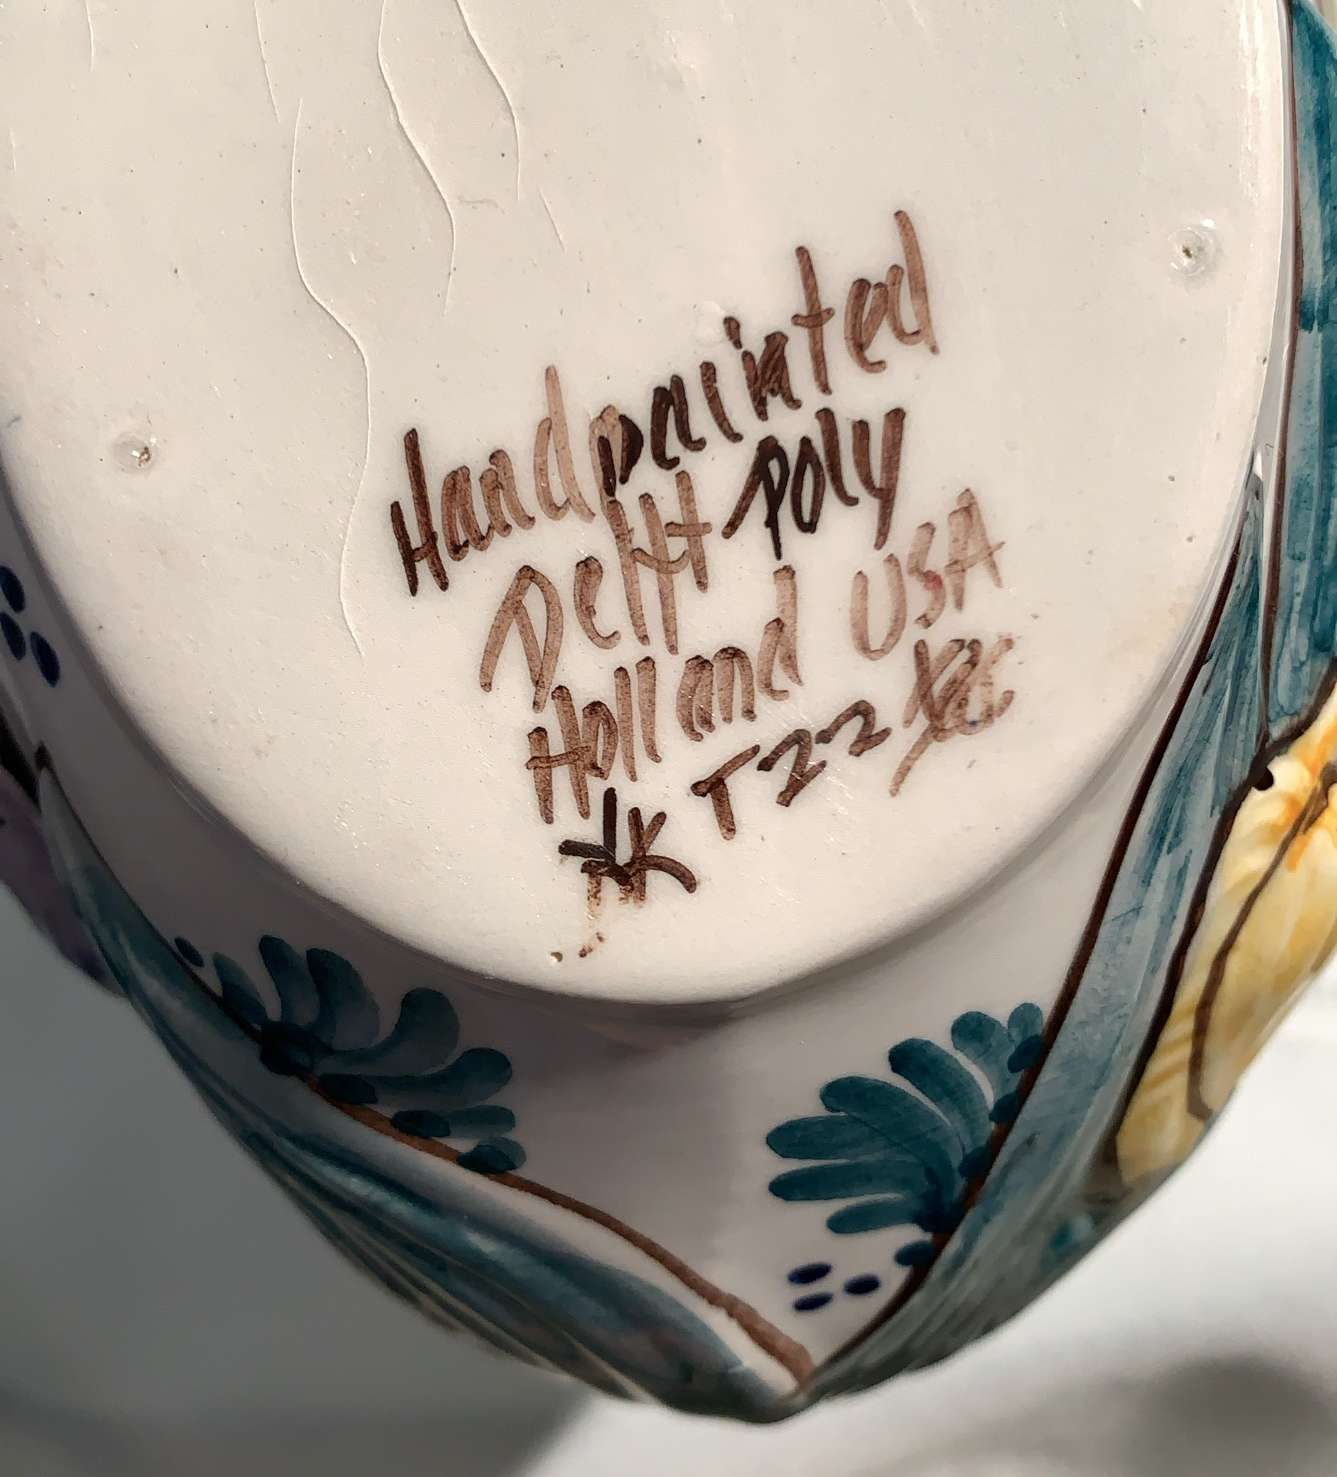 Handpainted
Delft Poly
Holland USA
T22